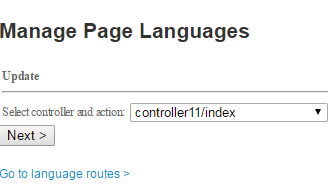 Manage Page Languages
Update
Select controller and action: controller11/index
Next >
Go to language routes >